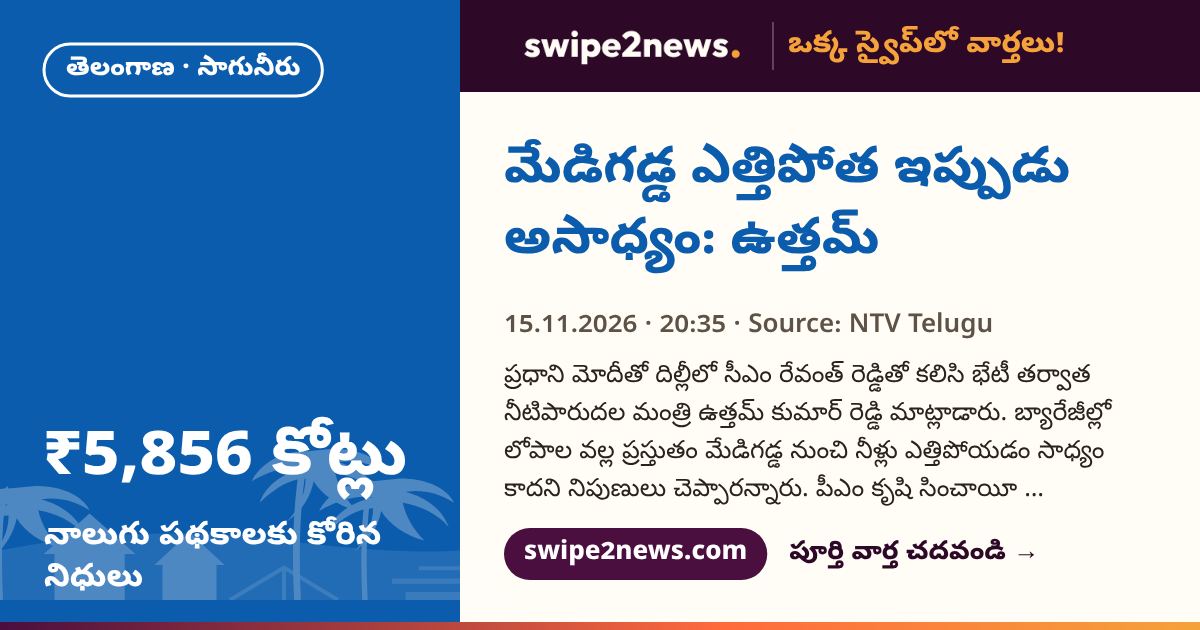 తెలంగాణ · సాగునీరు
₹5,856 కోట్లు
నాలుగు పథకాలకు కోరిన
నిధులు
swipe2news.
ఒక్క స్వైప్‌లో వార్తలు!
మేడిగడ్డ ఎత్తిపోత ఇప్పుడు
అసాధ్యం: ఉత్తమ్
15.11.2026 · 20:35 · Source: NTV Telugu
ప్రధాని మోదీతో దిల్లీలో సీఎం రేవంత్ రెడ్డితో కలిసి భేటీ తర్వాత
నీటిపారుదల మంత్రి ఉత్తమ్ కుమార్ రెడ్డి మాట్లాడారు. బ్యారేజీల్లో
లోపాల వల్ల ప్రస్తుతం మేడిగడ్డ నుంచి నీళ్లు ఎత్తిపోయడం సాధ్యం
కాదని నిపుణులు చెప్పారన్నారు. పీఎం కృషి సించాయీ ...
swipe2news.com
పూర్తి వార్త చదవండి →